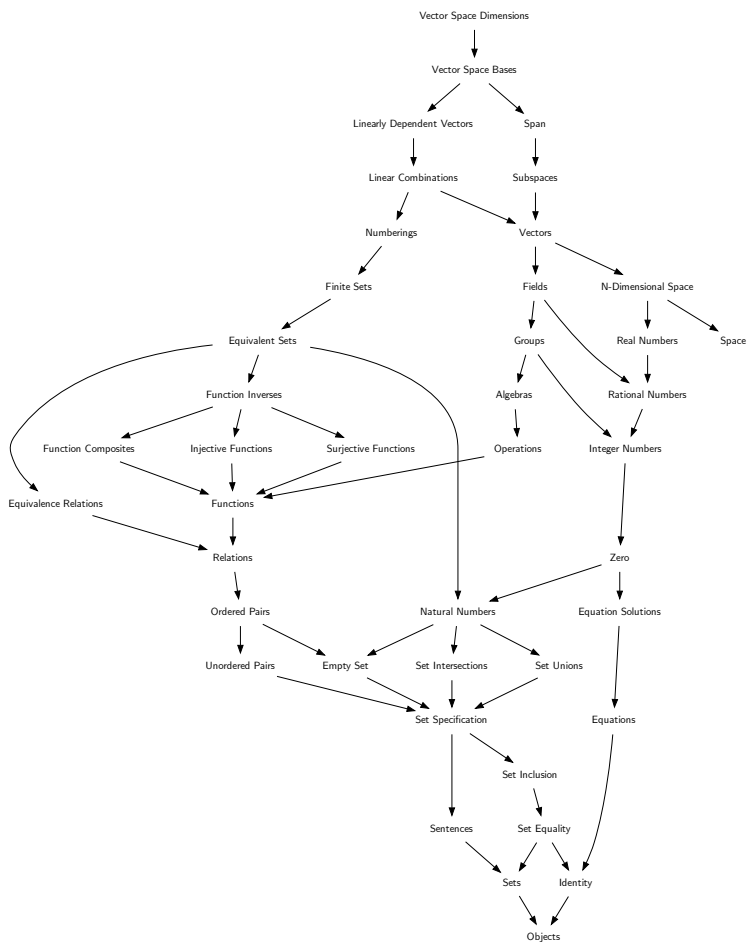 Vector Space Dimensions
Vector Space Bases
Linearly Dependent Vectors
Span
Linear Combinations
Subspaces
Numberings
Vectors
Finite Sets
Fields
N-Dimensional Space
Equivalent Sets
Groups
Real Numbers
Space
Function Inverses
Algebras
Rational Numbers
Function Composites
Injective Functions
Surjective Functions
Operations
Integer Numbers
Equivalence Relations
Functions
Relations
Zero
Ordered Pairs
Natural Numbers
Equation Solutions
Unordered Pairs
Empty Set
Set Intersections
Set Unions
Set Specification
Equations
Set Inclusion
Sentences
Set Equality
Sets
Identity
Objects